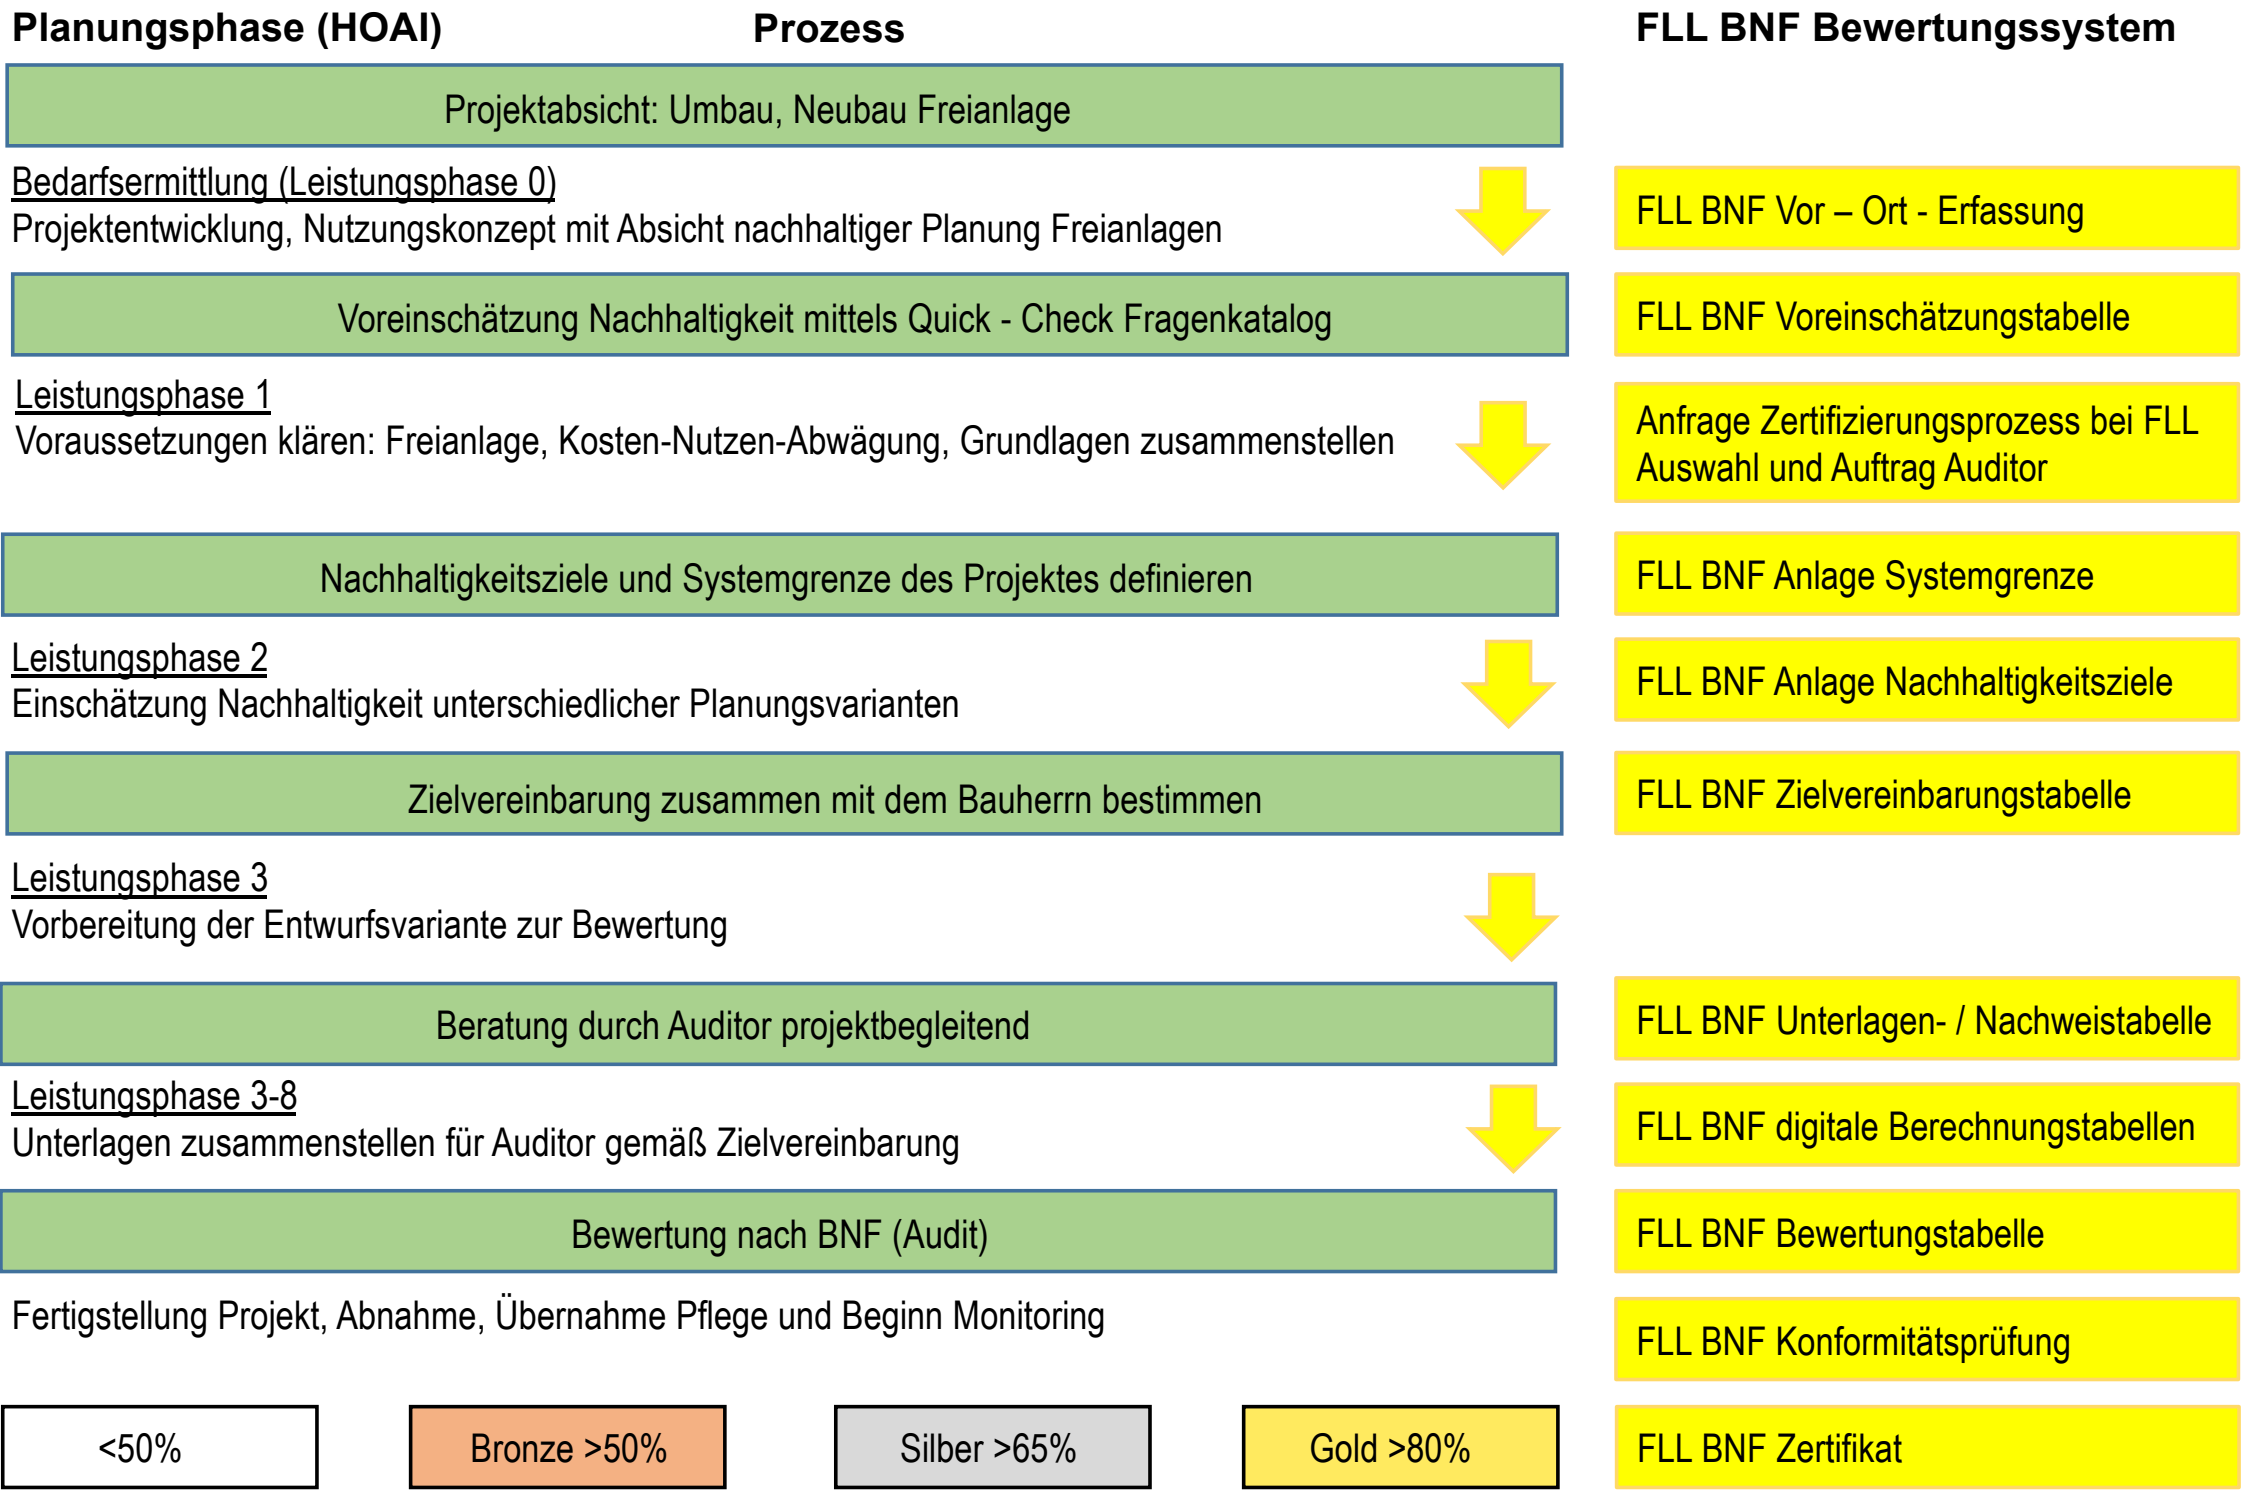 Planungsphase (HOAI)
Prozess
FLL BNF Bewertungssystem
Projektabsicht: Umbau, Neubau Freianlage
Bedarfsermittlung (Leistungsphase 0)
Projektentwicklung, Nutzungskonzept mit Absicht nachhaltiger Planung Freianlagen
FLL BNF Vor – Ort - Erfassung
Voreinschätzung Nachhaltigkeit mittels Quick - Check Fragenkatalog
FLL BNF Voreinschätzungstabelle
Leistungsphase 1
Voraussetzungen klären: Freianlage, Kosten-Nutzen-Abwägung, Grundlagen zusammenstellen
Anfrage Zertifizierungsprozess bei FLL
Auswahl und Auftrag Auditor
Nachhaltigkeitsziele und Systemgrenze des Projektes definieren
FLL BNF Anlage Systemgrenze
Leistungsphase 2
Einschätzung Nachhaltigkeit unterschiedlicher Planungsvarianten
FLL BNF Anlage Nachhaltigkeitsziele
Zielvereinbarung zusammen mit dem Bauherrn bestimmen
FLL BNF Zielvereinbarungstabelle
Leistungsphase 3
Vorbereitung der Entwurfsvariante zur Bewertung
Beratung durch Auditor projektbegleitend
FLL BNF Unterlagen- / Nachweistabelle
Leistungsphase 3-8
Unterlagen zusammenstellen für Auditor gemäß Zielvereinbarung
FLL BNF digitale Berechnungstabellen
Bewertung nach BNF (Audit)
FLL BNF Bewertungstabelle
Fertigstellung Projekt, Abnahme, Übernahme Pflege und Beginn Monitoring
FLL BNF Konformitätsprüfung
<50%
Bronze >50%
Silber >65%
Gold >80%
FLL BNF Zertifikat